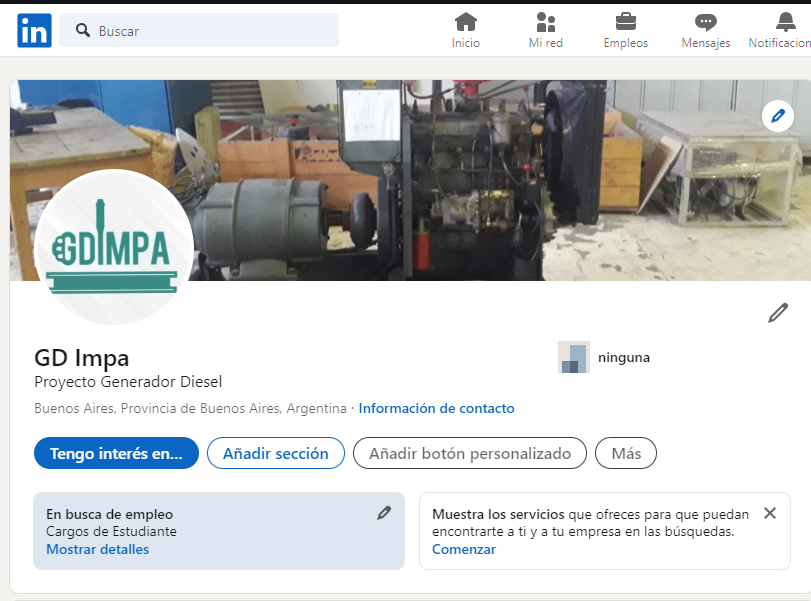 in
Buscar
Inicio
Mi red
Empleos
Mensajes
Notificacion
GDIMPA
GD Impa
ninguna
Proyecto Generador Diesel
Buenos Aires, Provincia de Buenos Aires, Argentina · Información de contacto
Tengo interés en...
Añadir sección
Añadir botón personalizado
Más
En busca de empleo
Cargos de Estudiante
Mostrar detalles
Muestra los servicios que ofreces para que puedan
encontrarte a ti y a tu empresa en las búsquedas.
Comenzar